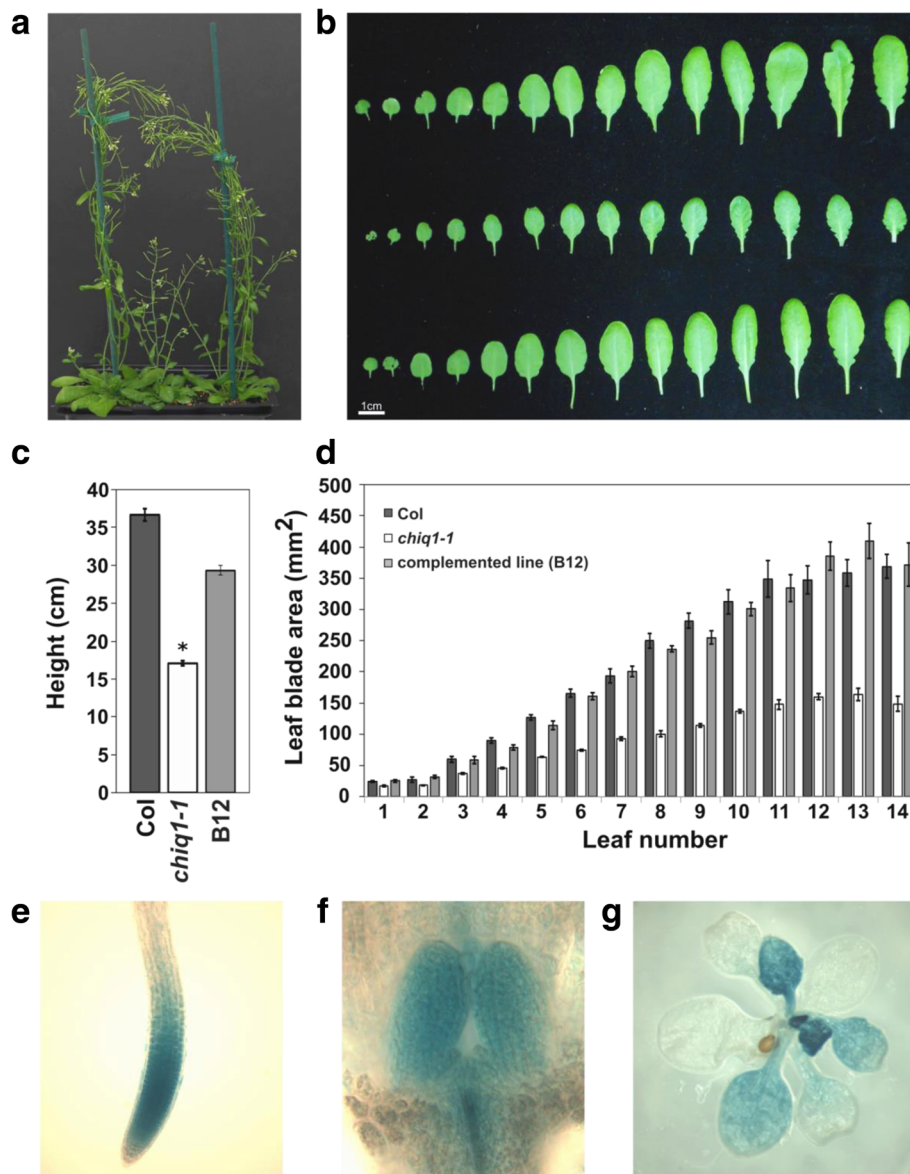 a
b
1cm
c
d
40
35
30
25
20
15
10
5
0
Height (cm)
Col
chiq1-1
B12
*
500
450
400
350
300
250
200
150
100
50
0
Leaf blade area (mm²)
Col
chiq1-1
complemented line (B12)
1 2 3 4 5 6 7 8 9 10 11 12 13 14
Leaf number
e
f
g